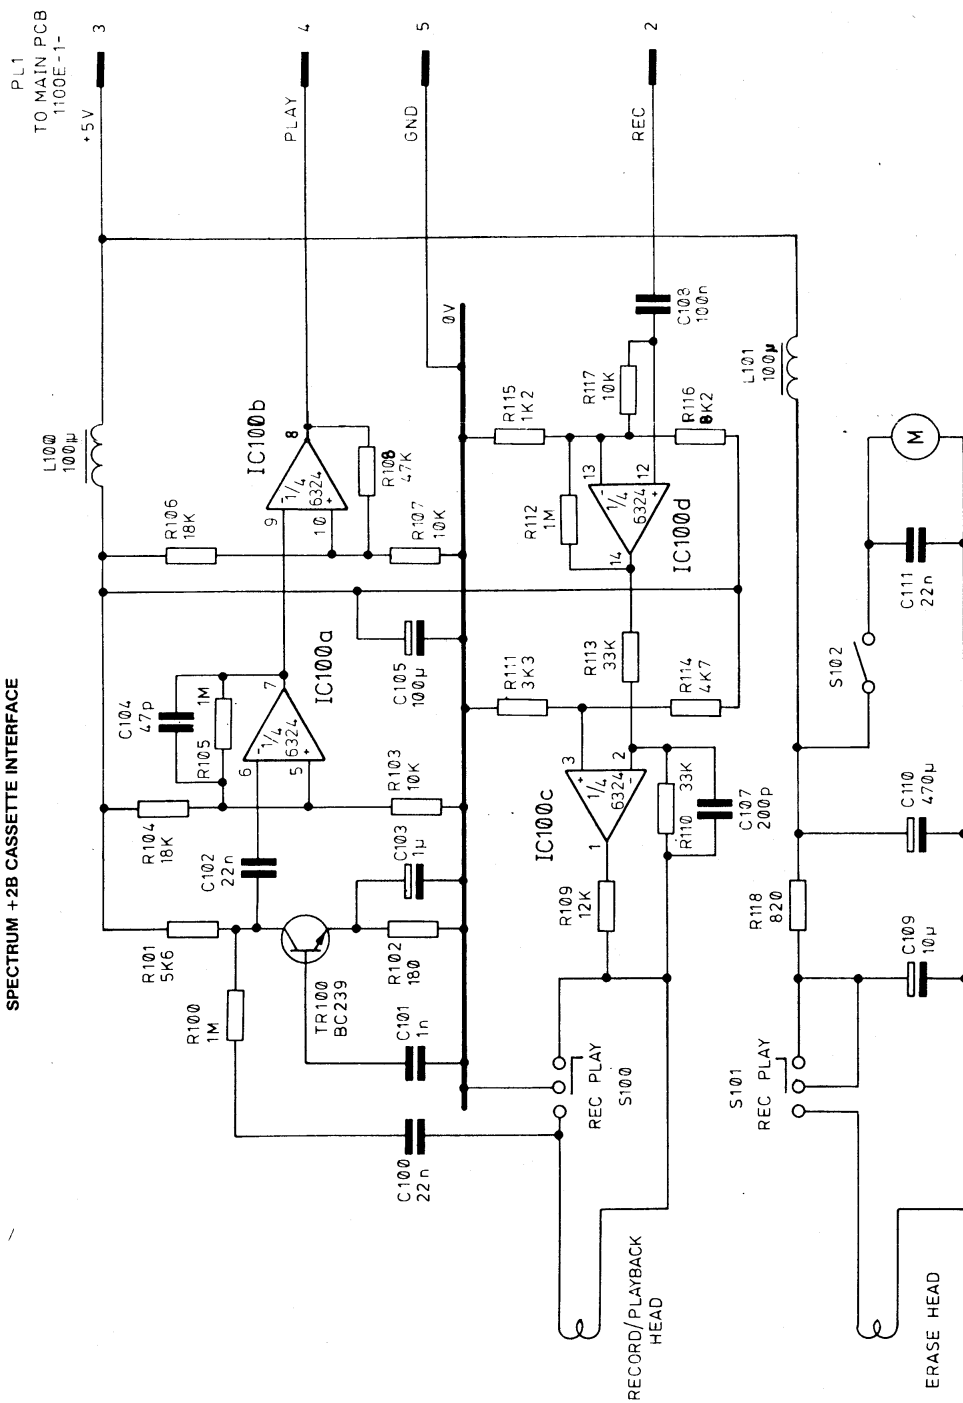 SPECTRUM +2B CASSETTE INTERFACE
PL1
TO MAIN PCB
1100E-1-
3
+5V
4
PLAY
5
GND
2
REC
L100
100µ
R106
18K
IC100b
8
9
10
1/4
6324
-
+
R108
47K
R107
10K
0V
C104
47p
1M
R105
IC100a
7
6
5
1/4
6324
-
+
C105
100µ
R104
18K
R103
10K
C102
22n
C103
1µ
R101
5K6
R100
1M
TR100
BC239
R102
180
C101
1n
C100
22n
R115
1K2
R117
10K
R116
8K2
C108
100n
R112
1M
13
12
14
1/4
6324
-
+
IC100d
R111
3K3
R113
33K
R114
4K7
IC100c
3
2
1
1/4
6324
+
-
R110
33K
C107
200p
R109
12K
REC PLAY
S100
RECORD/PLAYBACK
HEAD
L101
100µ
M
C111
22n
S102
C110
470µ
R118
820
C109
10µ
S101
REC PLAY
ERASE HEAD